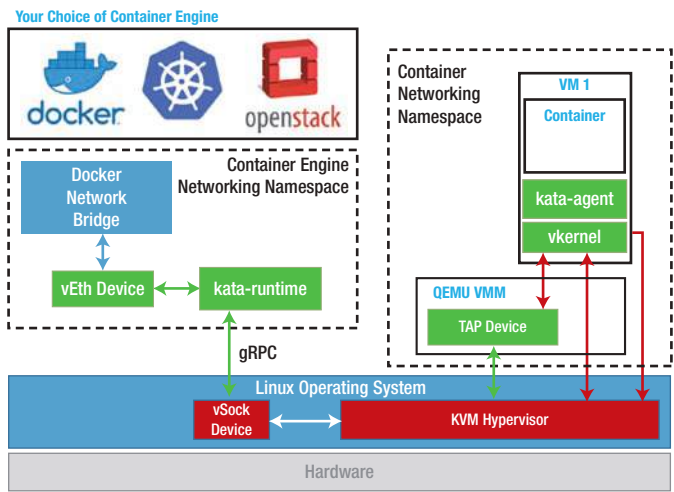 Your Choice of Container Engine
docker
openstack
Container Engine
Networking Namespace
Docker
Network
Bridge
vEth Device
kata-runtime
gRPC
Container
Networking
Namespace
VM 1
Container
kata-agent
vkernel
QEMU VMM
TAP Device
Linux Operating System
vSock
Device
KVM Hypervisor
Hardware